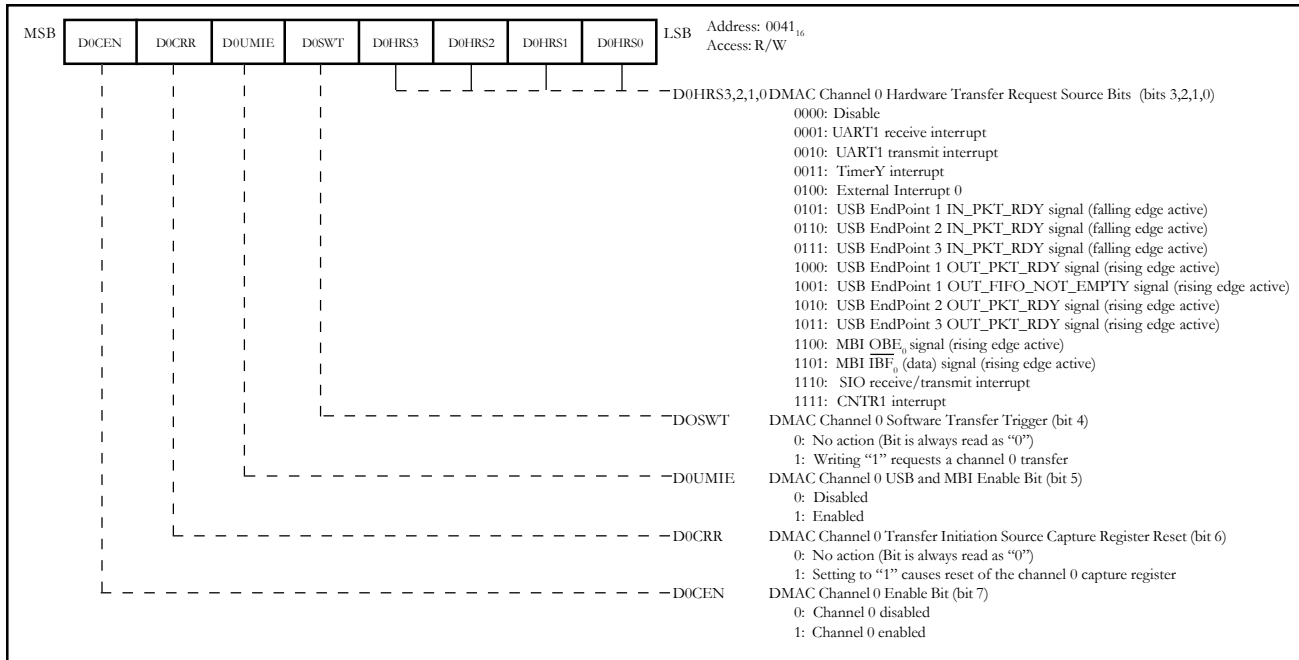 MSB D0CEN D0CRR D0UMIE D0SWT D0HRS3 D0HRS2 D0HRS1 D0HRS0 LSB Address: 0041₁₆
Access: R/W
D0HRS3,2,1,0 DMAC Channel 0 Hardware Transfer Request Source Bits (bits 3,2,1,0)
0000: Disable
0001: UART1 receive interrupt
0010: UART1 transmit interrupt
0011: TimerY interrupt
0100: External Interrupt 0
0101: USB EndPoint 1 IN_PKT_RDY signal (falling edge active)
0110: USB EndPoint 2 IN_PKT_RDY signal (falling edge active)
0111: USB EndPoint 3 IN_PKT_RDY signal (falling edge active)
1000: USB EndPoint 1 OUT_PKT_RDY signal (rising edge active)
1001: USB EndPoint 1 OUT_FIFO_NOT_EMPTY signal (rising edge active)
1010: USB EndPoint 2 OUT_PKT_RDY signal (rising edge active)
1011: USB EndPoint 3 OUT_PKT_RDY signal (rising edge active)
1100: MBI OBE₀ signal (rising edge active)
1101: MBI I̅B̅F̅₀ (data) signal (rising edge active)
1110: SIO receive/transmit interrupt
1111: CNTR1 interrupt
DOSWT DMAC Channel 0 Software Transfer Trigger (bit 4)
0: No action (Bit is always read as “0”)
1: Writing “1” requests a channel 0 transfer
D0UMIE DMAC Channel 0 USB and MBI Enable Bit (bit 5)
0: Disabled
1: Enabled
D0CRR DMAC Channel 0 Transfer Initiation Source Capture Register Reset (bit 6)
0: No action (Bit is always read as “0”)
1: Setting to “1” causes reset of the channel 0 capture register
D0CEN DMAC Channel 0 Enable Bit (bit 7)
0: Channel 0 disabled
1: Channel 0 enabled